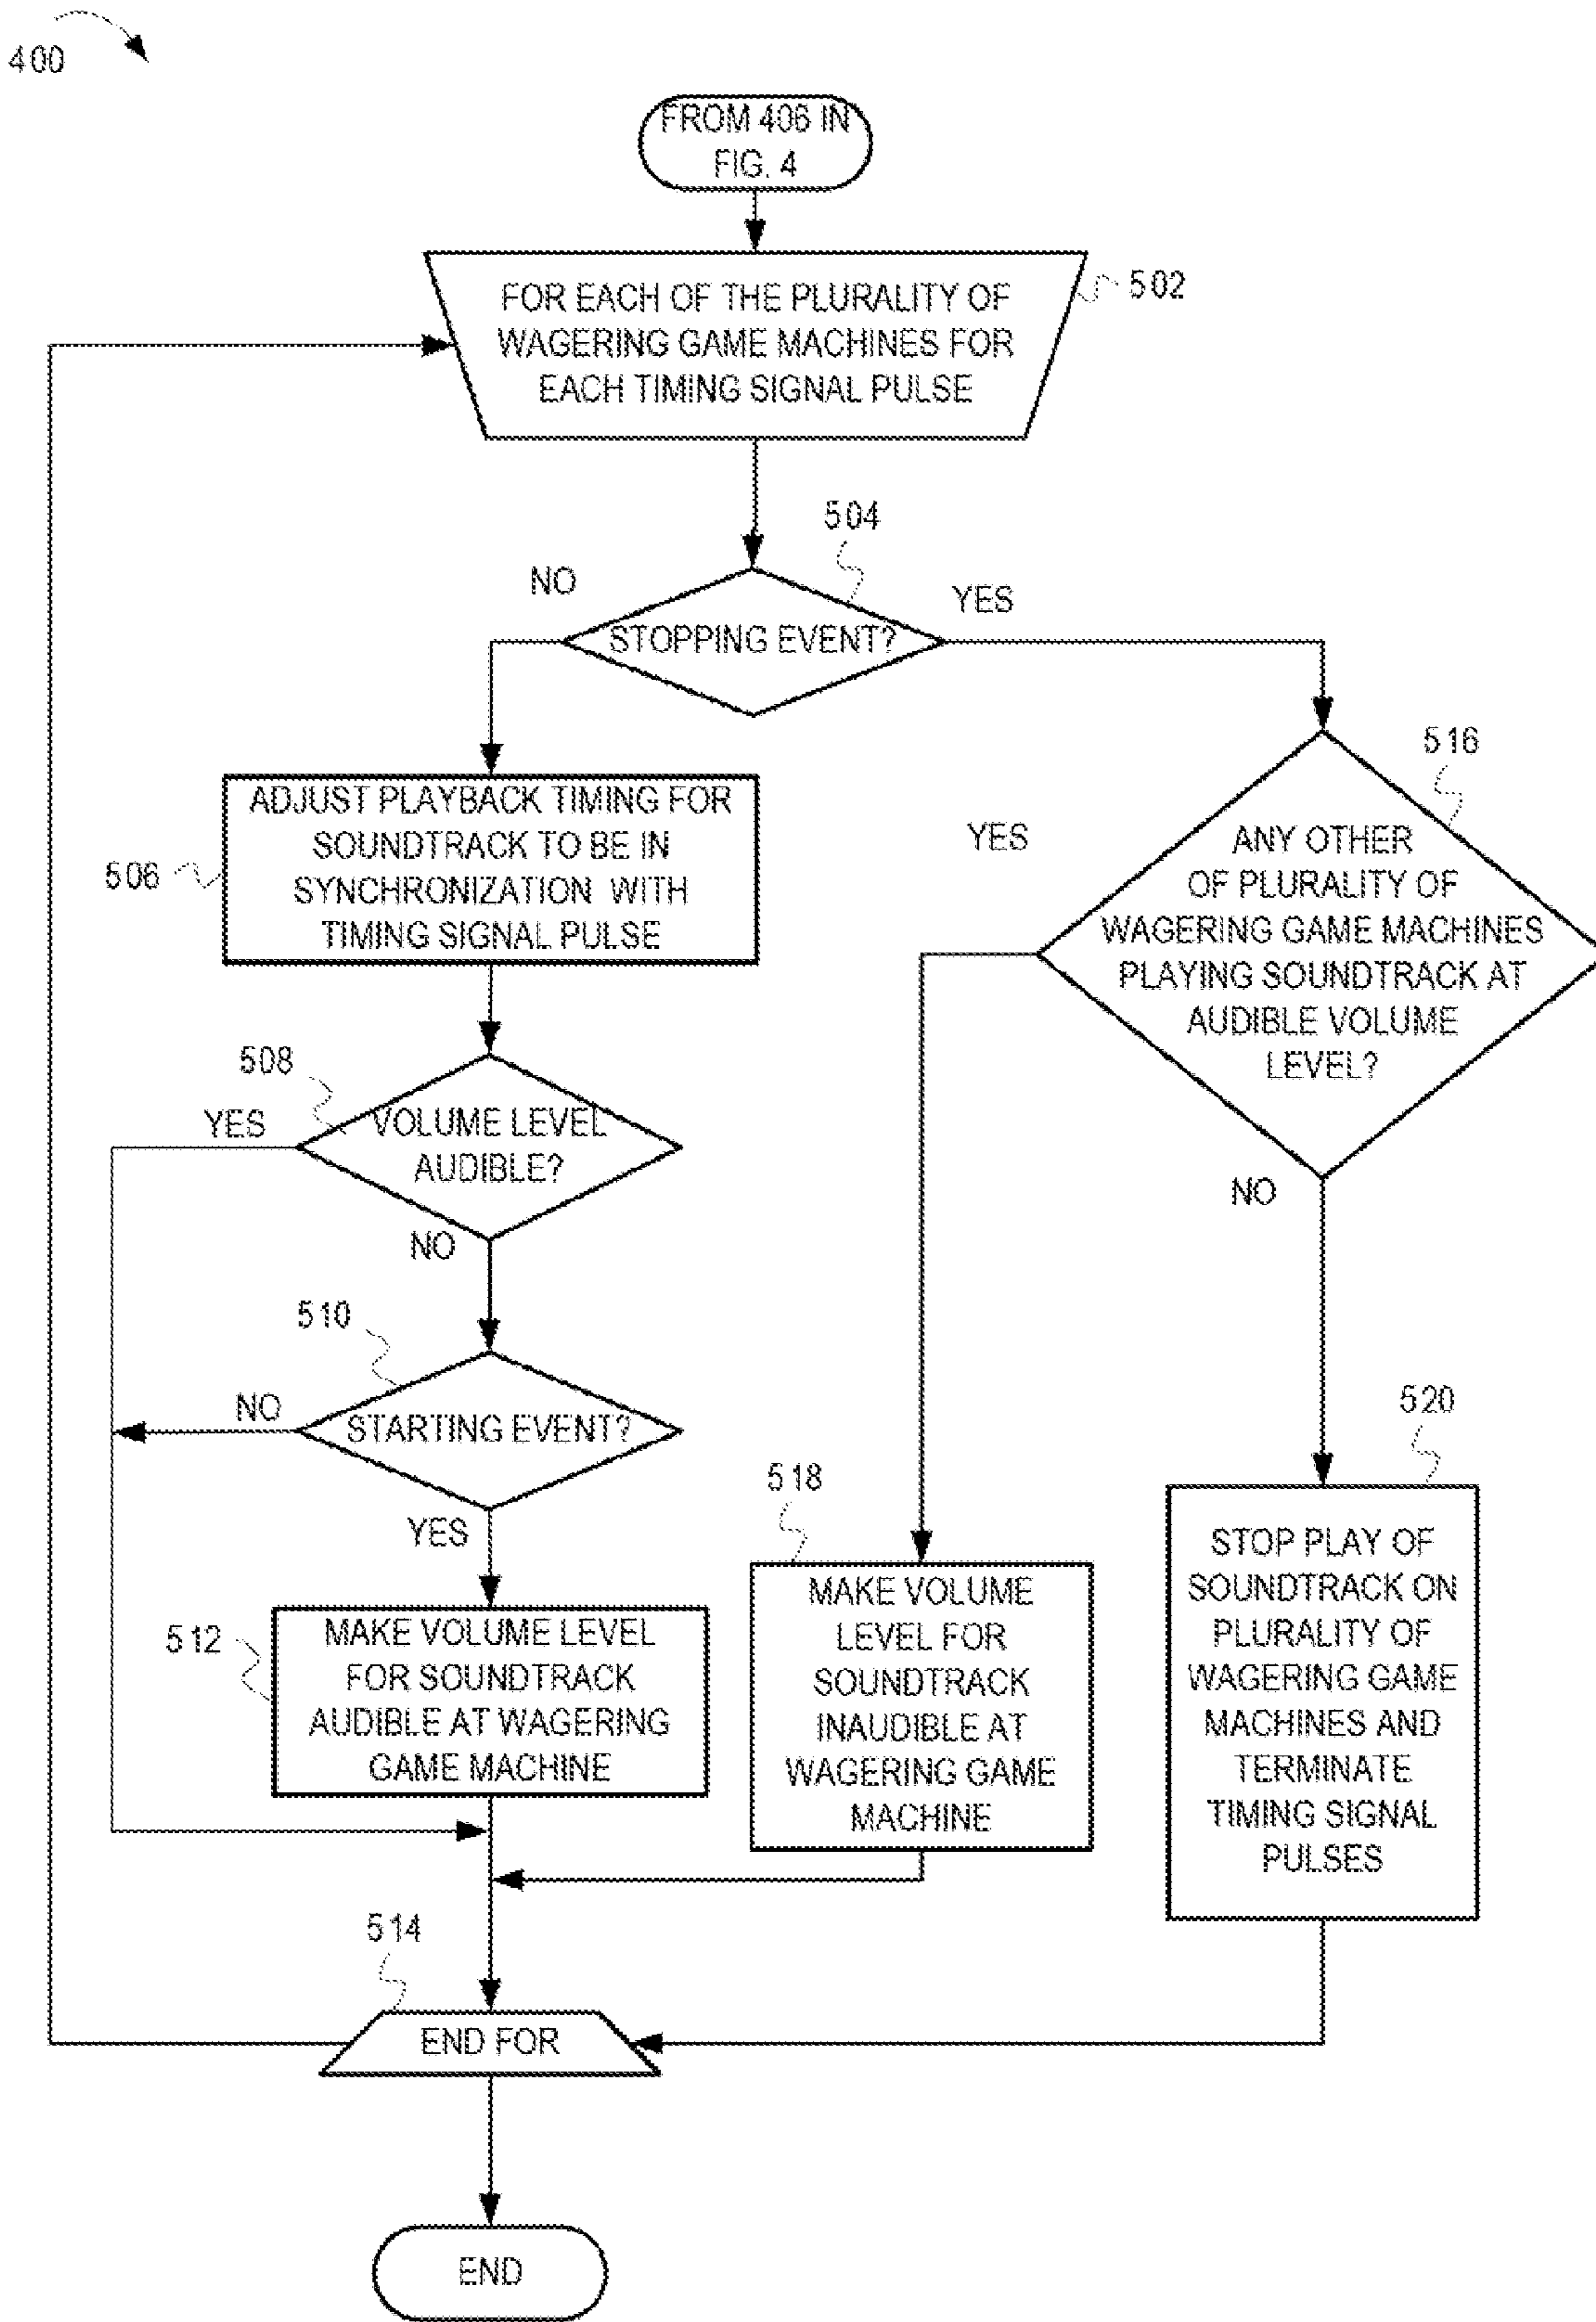 400
FROM 406 IN
FIG. 4
FOR EACH OF THE PLURALITY OF
WAGERING GAME MACHINES FOR
EACH TIMING SIGNAL PULSE
502
504
NO
YES
STOPPING EVENT?
516
ADJUST PLAYBACK TIMING FOR
SOUNDTRACK TO BE IN
SYNCHRONIZATION WITH
TIMING SIGNAL PULSE
506
YES
ANY OTHER
OF PLURALITY OF
WAGERING GAME MACHINES
PLAYING SOUNDTRACK AT
AUDIBLE VOLUME
LEVEL?
508
YES
VOLUME LEVEL
AUDIBLE?
NO
NO
510
NO
STARTING EVENT?
YES
520
518
512
MAKE VOLUME LEVEL
FOR SOUNDTRACK
AUDIBLE AT WAGERING
GAME MACHINE
MAKE VOLUME
LEVEL FOR
SOUNDTRACK
INAUDIBLE AT
WAGERING GAME
MACHINE
STOP PLAY OF
SOUNDTRACK ON
PLURALITY OF
WAGERING GAME
MACHINES AND
TERMINATE
TIMING SIGNAL
PULSES
514
END FOR
END